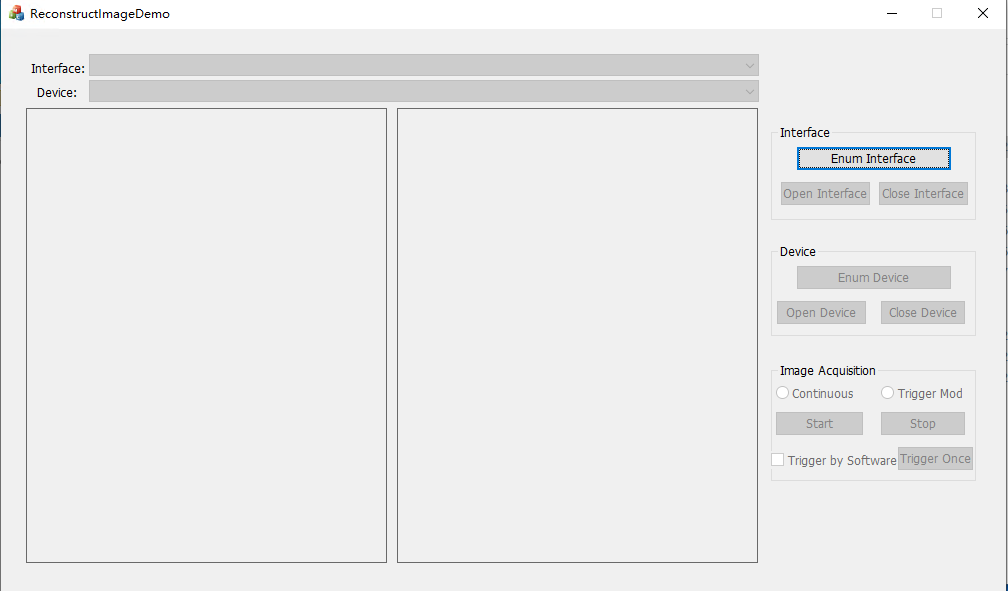 ReconstructImageDemo
Interface:
Device:
Interface
Enum Interface
Open Interface Close Interface
Device
Enum Device
Open Device Close Device
Image Acquisition
Continuous Trigger Mod
Start Stop
Trigger by Software Trigger Once